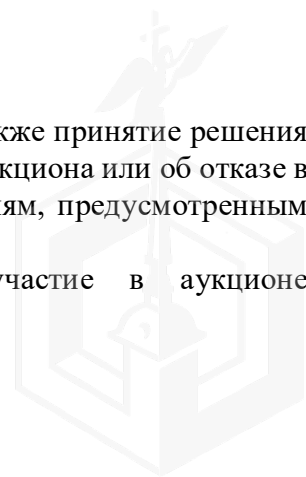 кже принятие решения
кциона или об отказе в
ям, предусмотренным
участие в аукционе